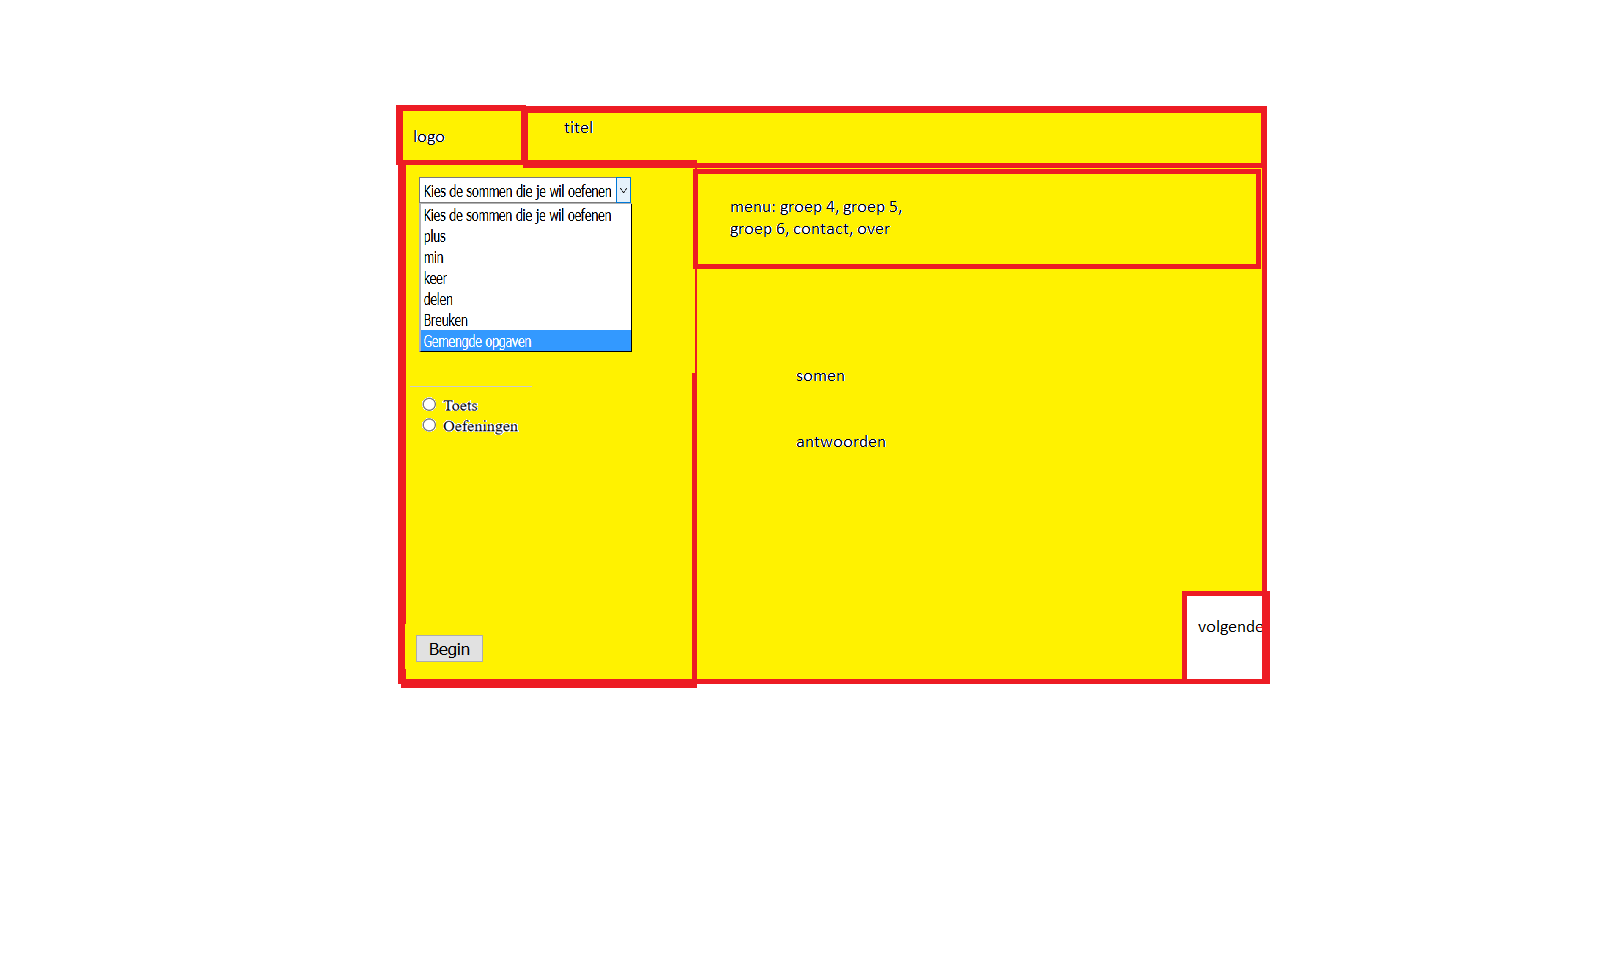 logo
titel
Kies de sommen die je wil oefenen
Kies de sommen die je wil oefenen
plus
min
keer
delen
Breuken
Gemengde opgaven
Toets
Oefeningen
Begin
menu: groep 4, groep 5,
groep 6, contact, over
somen
antwoorden
volgende